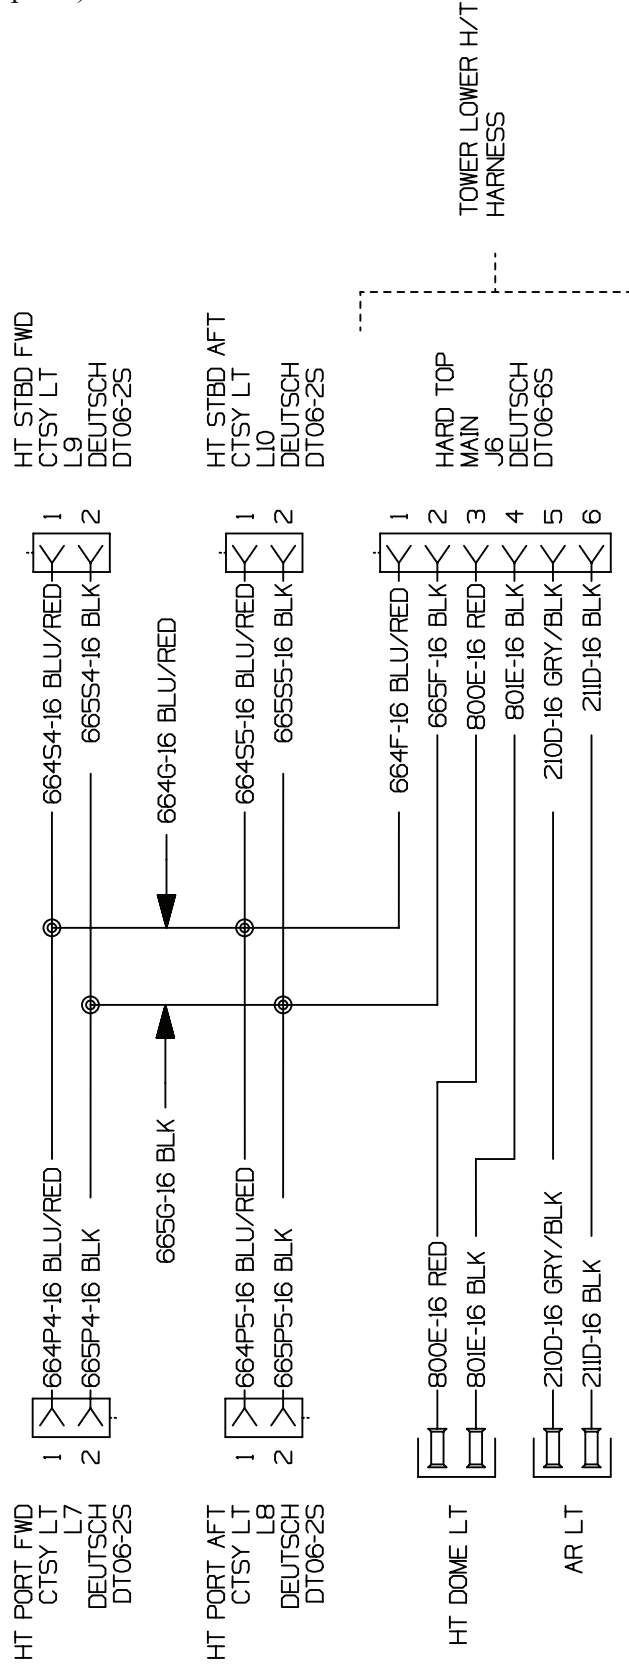 HT PORT FWD
CTSY LT
L7
DEUTSCH
DT06-2S
1
2
664P4-16 BLU/RED
665P4-16 BLK
664S4-16 BLU/RED
665S4-16 BLK
1
2
HT STBD FWD
CTSY LT
L9
DEUTSCH
DT06-2S
665G-16 BLK
664G-16 BLU/RED
HT PORT AFT
CTSY LT
L8
DEUTSCH
DT06-2S
1
2
664P5-16 BLU/RED
665P5-16 BLK
664S5-16 BLU/RED
665S5-16 BLK
1
2
HT STBD AFT
CTSY LT
L10
DEUTSCH
DT06-2S
HT DOME LT
800E-16 RED
801E-16 BLK
AR LT
210D-16 GRY/BLK
211D-16 BLK
664F-16 BLU/RED
665F-16 BLK
800E-16 RED
801E-16 BLK
210D-16 GRY/BLK
211D-16 BLK
1
2
3
4
5
6
HARD TOP
MAIN
J6
DEUTSCH
DT06-6S
TOWER LOWER H/T
HARNESS